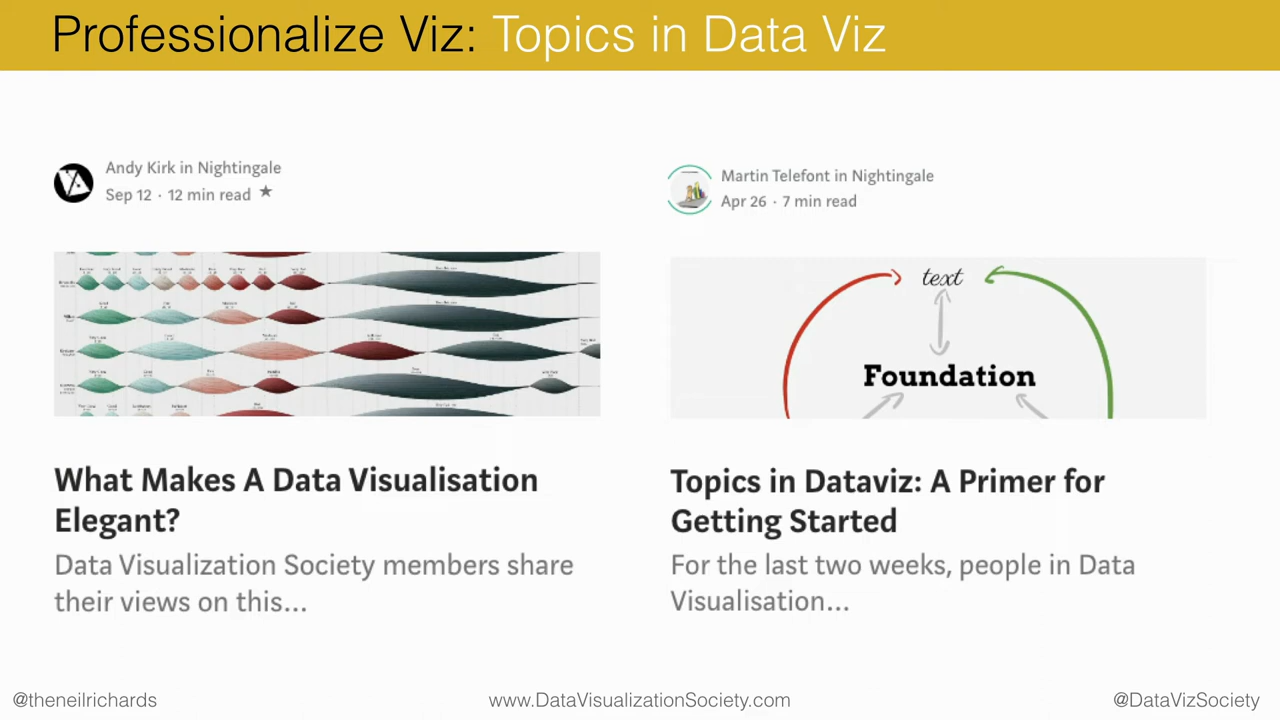 Professionalize Viz: Topics in Data Viz
Andy Kirk in Nightingale
Sep 12 · 12 min read ★
What Makes A Data Visualisation
Elegant?
Data Visualization Society members share
their views on this...
Martin Telefont in Nightingale
Apr 26 · 7 min read
text
Foundation
Topics in Dataviz: A Primer for
Getting Started
For the last two weeks, people in Data
Visualisation...
@theneilrichards
www.DataVisualizationSociety.com
@DataVizSociety